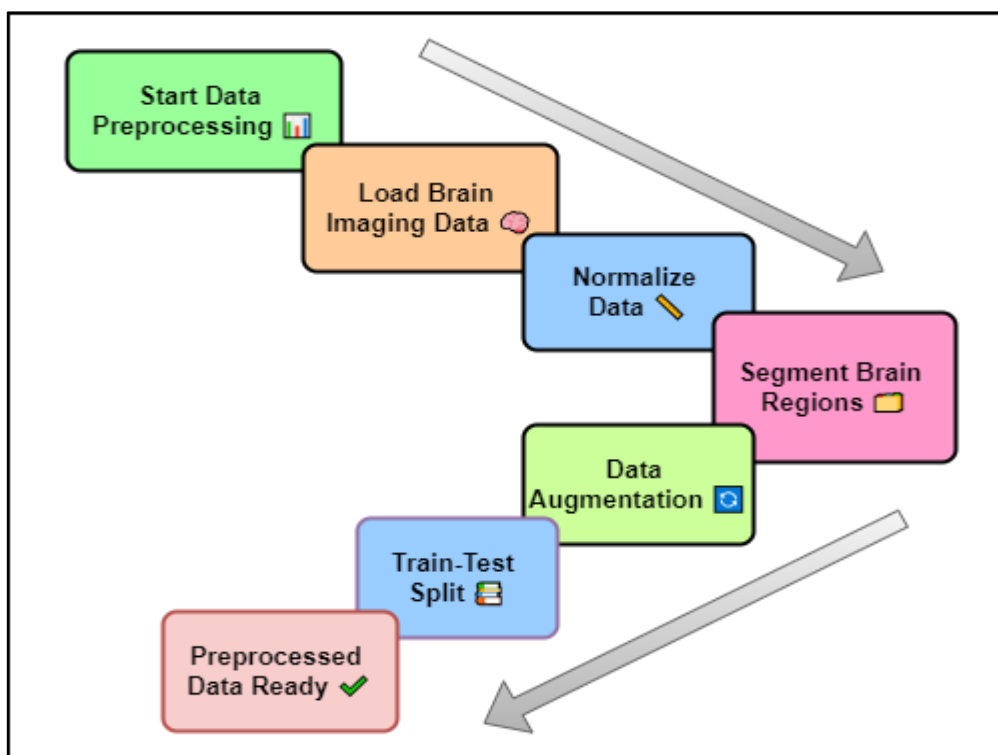 Start Data
Preprocessing 📊
Load Brain
Imaging Data 🧠
Normalize
Data 📏
Segment Brain
Regions 🗂️
Data
Augmentation 🔄
Train-Test
Split 📚
Preprocessed
Data Ready ✔️